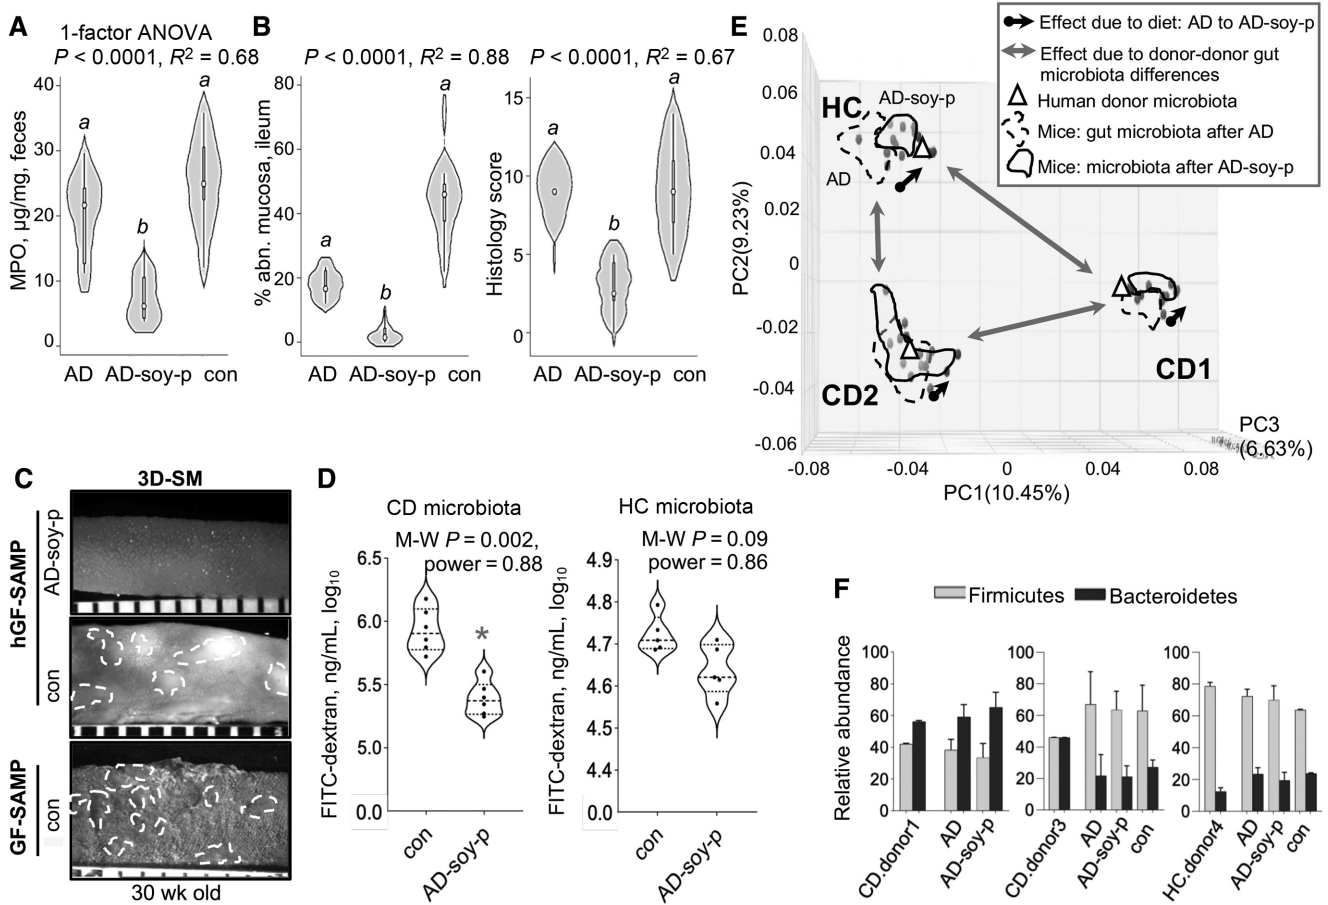 A
1-factor ANOVA
P < 0.0001, R² = 0.68
MPO, µg/mg, feces
40
30
20
10
0
a
b
a
AD AD-soy-p con
B
P < 0.0001, R² = 0.88
% abn. mucosa, ileum
80
60
40
20
0
a
b
a
AD AD-soy-p con
P < 0.0001, R² = 0.67
Histology score
15
10
5
0
a
b
a
AD AD-soy-p con
E
Effect due to diet: AD to AD-soy-p
Effect due to donor-donor gut
microbiota differences
Human donor microbiota
Mice: gut microbiota after AD
Mice: microbiota after AD-soy-p
PC2(9.23%)
0.08
0.06
0.04
0.02
0
-0.02
-0.04
-0.06
HC
AD-soy-p
AD
CD2
CD1
-0.08
-0.04
0
0.04
0.08
PC1(10.45%)
PC3
(6.63%)
C
3D-SM
hGF-SAMP
AD-soy-p
con
GF-SAMP
con
30 wk old
D
CD microbiota
M-W P = 0.002,
power = 0.88
FITC-dextran, ng/mL, log10
6.5
6.0
5.5
5.0
0.0
*
con
AD-soy-p
HC microbiota
M-W P = 0.09
power = 0.86
FITC-dextran, ng/mL, log10
4.9
4.8
4.7
4.6
4.5
4.4
0.0
con
AD-soy-p
F
Firmicutes
Bacteroidetes
Relative abundance
100
80
60
40
20
0
CD.donor1
AD
AD-soy-p
100
80
60
40
20
0
CD.donor3
AD
AD-soy-p
con
100
80
60
40
20
0
HC.donor4
AD
AD-soy-p
con